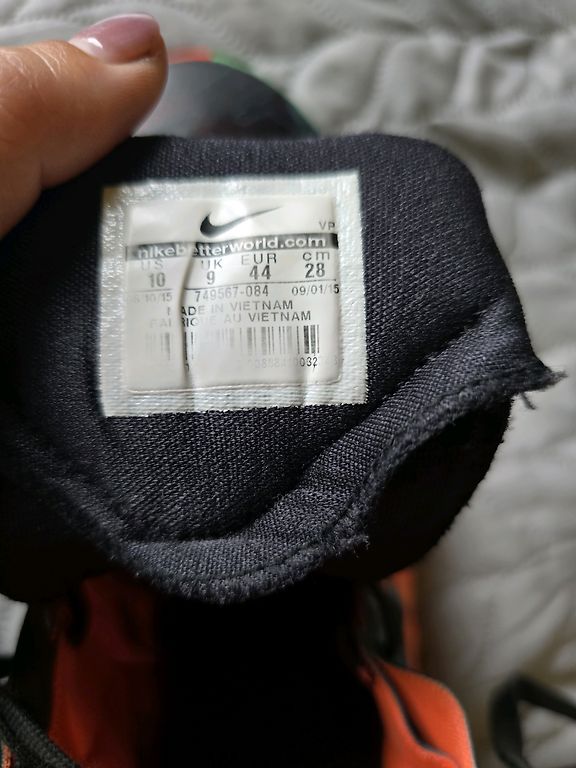 VP
nikebetterworld.com
US UK EUR cm
10 9 44 28
749567-084 09/01/15
MADE IN VIETNAM
FABRIQUE AU VIETNAM